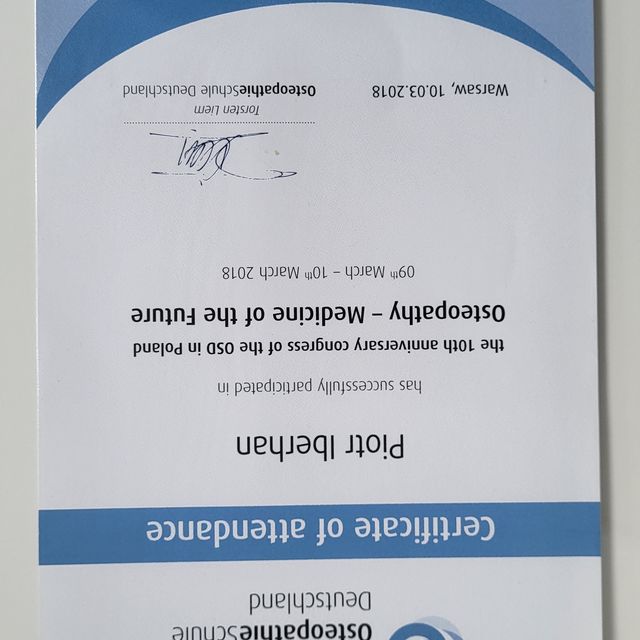 OsteopathieSchule
Deutschland
Certificate of attendance
Piotr Iberhan
has successfully participated in
the 10th anniversary congress of the OSD in Poland
Osteopathy – Medicine of the Future
09th March – 10th March 2018
Torsten Liem
Warsaw, 10.03.2018 OsteopathieSchule Deutschland